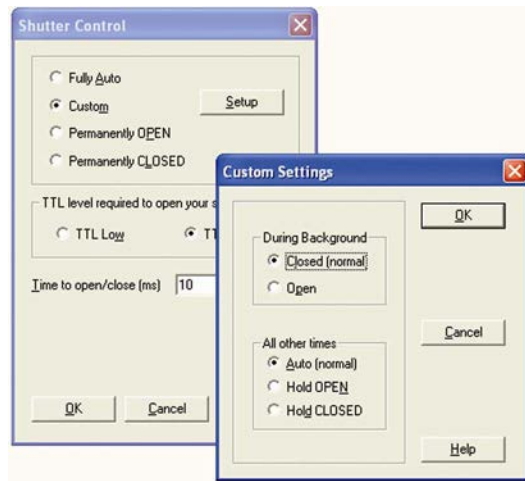 Shutter Control
Fully Auto
Custom
Setup
Permanently OPEN
Permanently CLOSED
TTL level required to open your s
TTL Low
Time to open/close (ms)
10
OK
Cancel
Custom Settings
OK
During Background
Closed (normal)
Open
Cancel
All other times
Auto (normal)
Hold OPEN
Hold CLOSED
Help